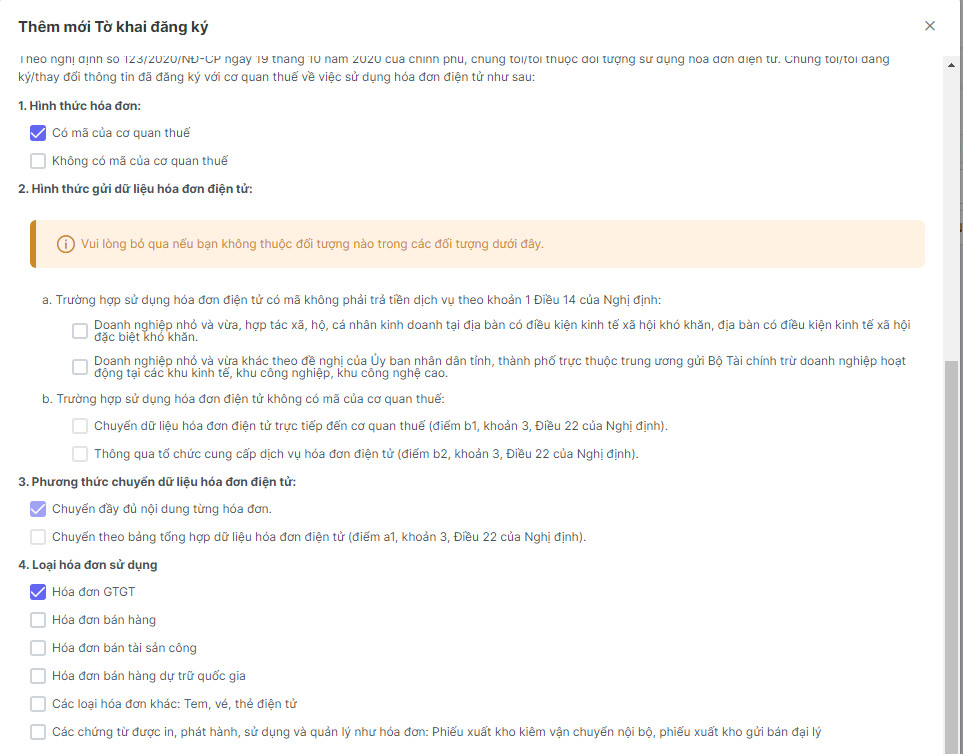 Thêm mới Tờ khai đăng ký
Theo nghị định số 123/2020/NĐ-CP ngày 19 tháng 10 năm 2020 của chính phủ, chúng tôi/tôi thuộc đối tượng sử dụng hóa đơn điện tử. Chúng tôi/tôi đăng
ký/thay đổi thông tin đã đăng ký với cơ quan thuế về việc sử dụng hóa đơn điện tử như sau:
1. Hình thức hóa đơn:
Có mã của cơ quan thuế
Không có mã của cơ quan thuế
2. Hình thức gửi dữ liệu hóa đơn điện tử:
Vui lòng bỏ qua nếu bạn không thuộc đối tượng nào trong các đối tượng dưới đây.
a. Trường hợp sử dụng hóa đơn điện tử có mã không phải trả tiền dịch vụ theo khoản 1 Điều 14 của Nghị định:
Doanh nghiệp nhỏ và vừa, hợp tác xã, hộ, cá nhân kinh doanh tại địa bàn có điều kiện kinh tế xã hội khó khăn, địa bàn có điều kiện kinh tế xã hội
đặc biệt khó khăn.
Doanh nghiệp nhỏ và vừa khác theo đề nghị của Ủy ban nhân dân tỉnh, thành phố trực thuộc trung ương gửi Bộ Tài chính trừ doanh nghiệp hoạt
động tại các khu kinh tế, khu công nghiệp, khu công nghệ cao.
b. Trường hợp sử dụng hóa đơn điện tử không có mã của cơ quan thuế:
Chuyển dữ liệu hóa đơn điện tử trực tiếp đến cơ quan thuế (điểm b1, khoản 3, Điều 22 của Nghị định).
Thông qua tổ chức cung cấp dịch vụ hóa đơn điện tử (điểm b2, khoản 3, Điều 22 của Nghị định).
3. Phương thức chuyển dữ liệu hóa đơn điện tử:
Chuyển đầy đủ nội dung từng hóa đơn.
Chuyển theo bảng tổng hợp dữ liệu hóa đơn điện tử (điểm a1, khoản 3, Điều 22 của Nghị định).
4. Loại hóa đơn sử dụng
Hóa đơn GTGT
Hóa đơn bán hàng
Hóa đơn bán tài sản công
Hóa đơn bán hàng dự trữ quốc gia
Các loại hóa đơn khác: Tem, vé, thẻ điện tử
Các chứng từ được in, phát hành, sử dụng và quản lý như hóa đơn: Phiếu xuất kho kiêm vận chuyển nội bộ, phiếu xuất kho gửi bán đại lý